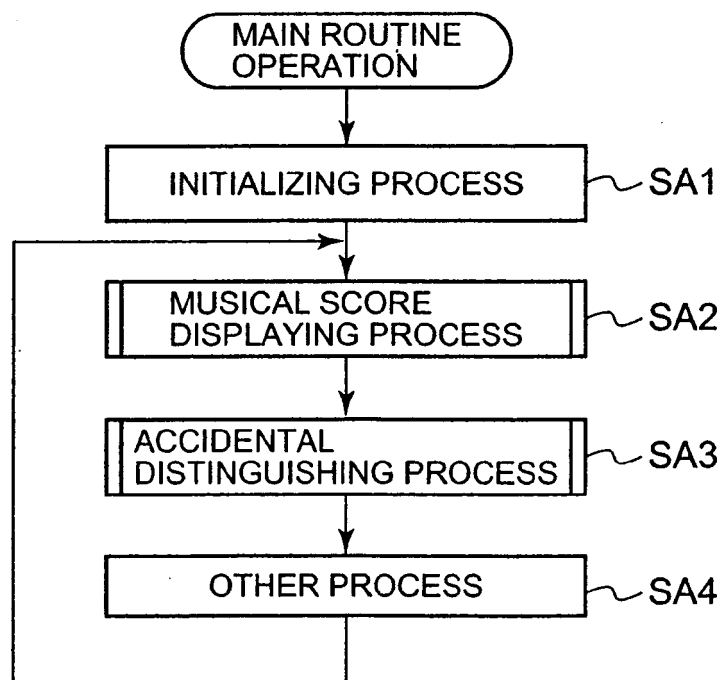 MAIN ROUTINE
OPERATION
INITIALIZING PROCESS
SA1
MUSICAL SCORE
DISPLAYING PROCESS
SA2
ACCIDENTAL
DISTINGUISHING PROCESS
SA3
OTHER PROCESS
SA4